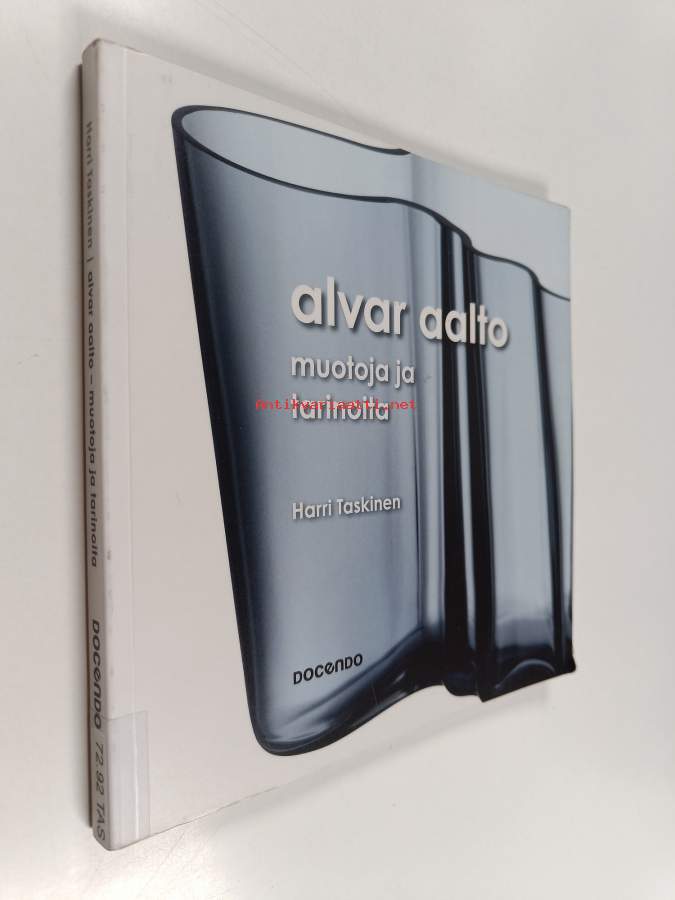 alvar aalto
muotoja ja
tarinoita
antikvariaatti.net
Harri Taskinen
DOCENDO
Harri Taskinen | alvar aalto – muotoja ja tarinoita DOCENDO 72.92 TAS